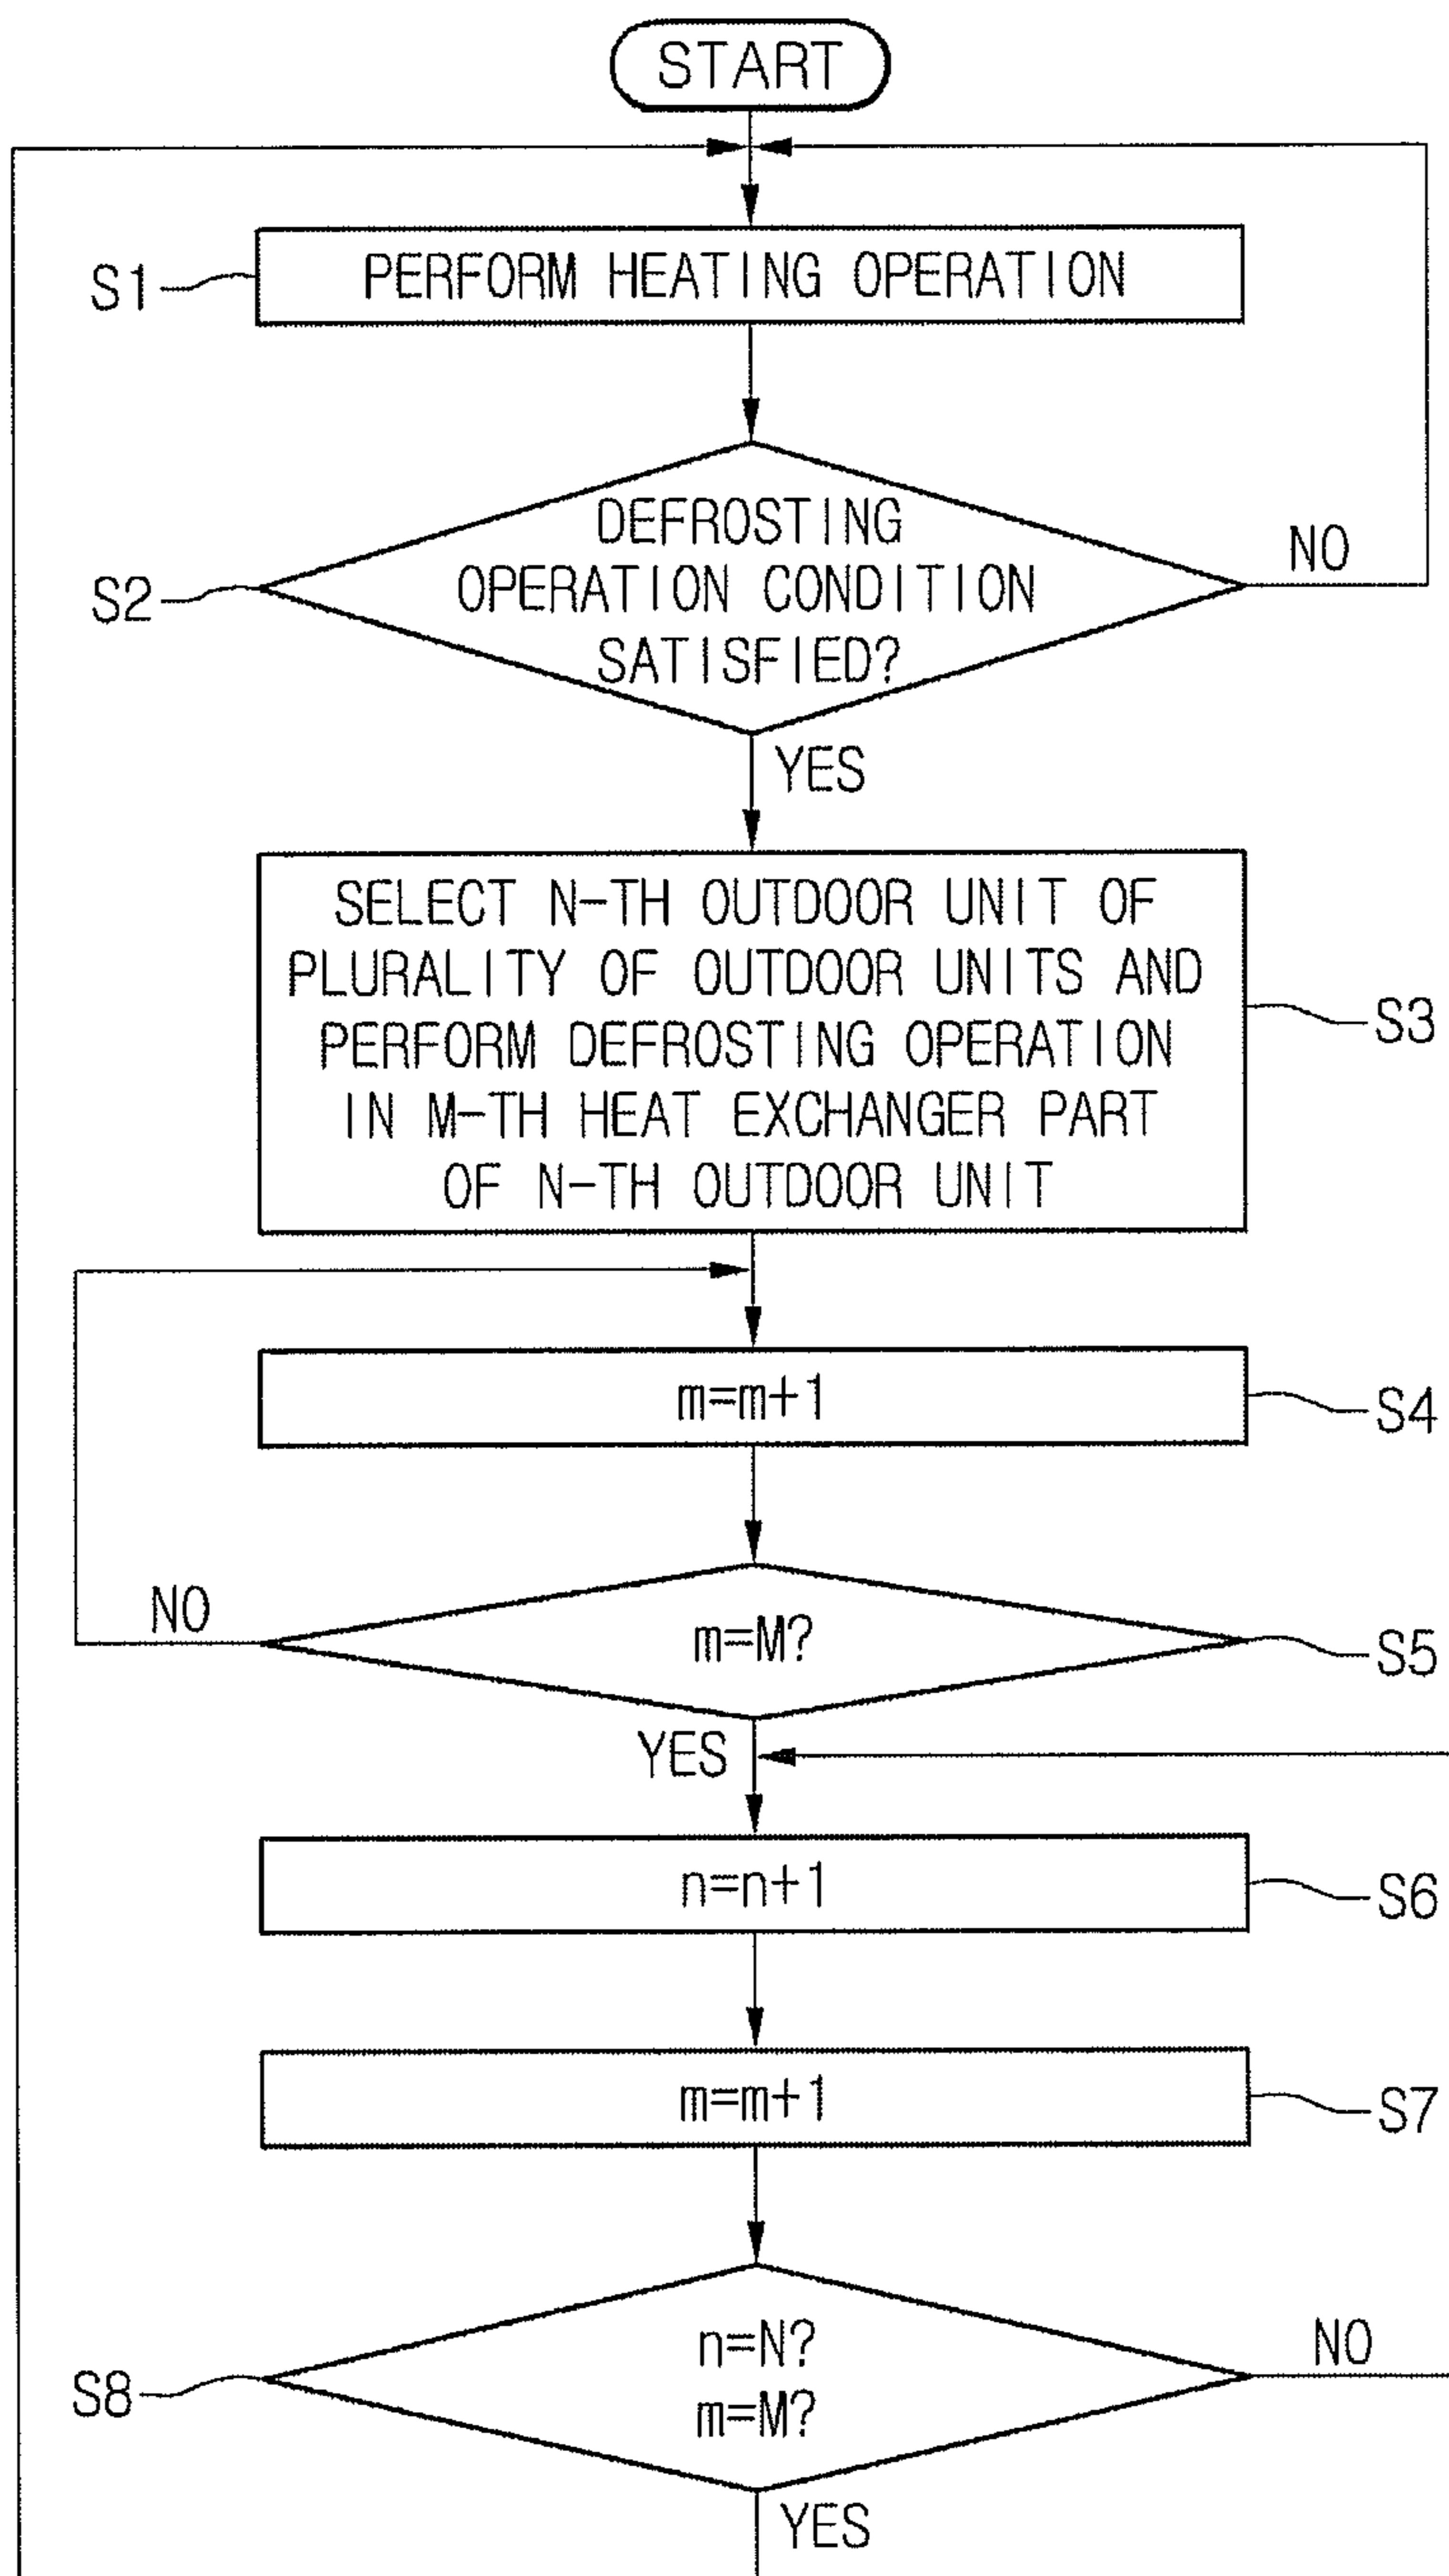 START
S1
PERFORM HEATING OPERATION
S2
DEFROSTING
OPERATION CONDITION
SATISFIED?
NO
YES
SELECT N-TH OUTDOOR UNIT OF
PLURALITY OF OUTDOOR UNITS AND
PERFORM DEFROSTING OPERATION
IN M-TH HEAT EXCHANGER PART
OF N-TH OUTDOOR UNIT
S3
m=m+1
S4
NO
m=M?
S5
YES
n=n+1
S6
m=m+1
S7
S8
n=N?
m=M?
NO
YES